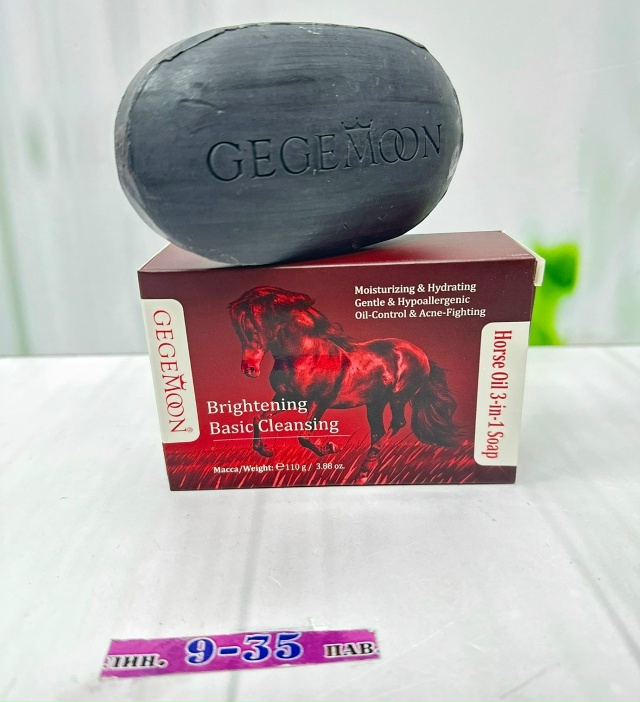 GEGEMOON
Moisturizing & Hydrating
Gentle & Hypoallergenic
Oil-Control & Acne-Fighting
GEGEMOON®
Horse Oil 3-in-1 Soap
Brightening
Basic Cleansing
Macca/Weight: ℮110 g / 3.88 oz.
лин. 9-35 пав.